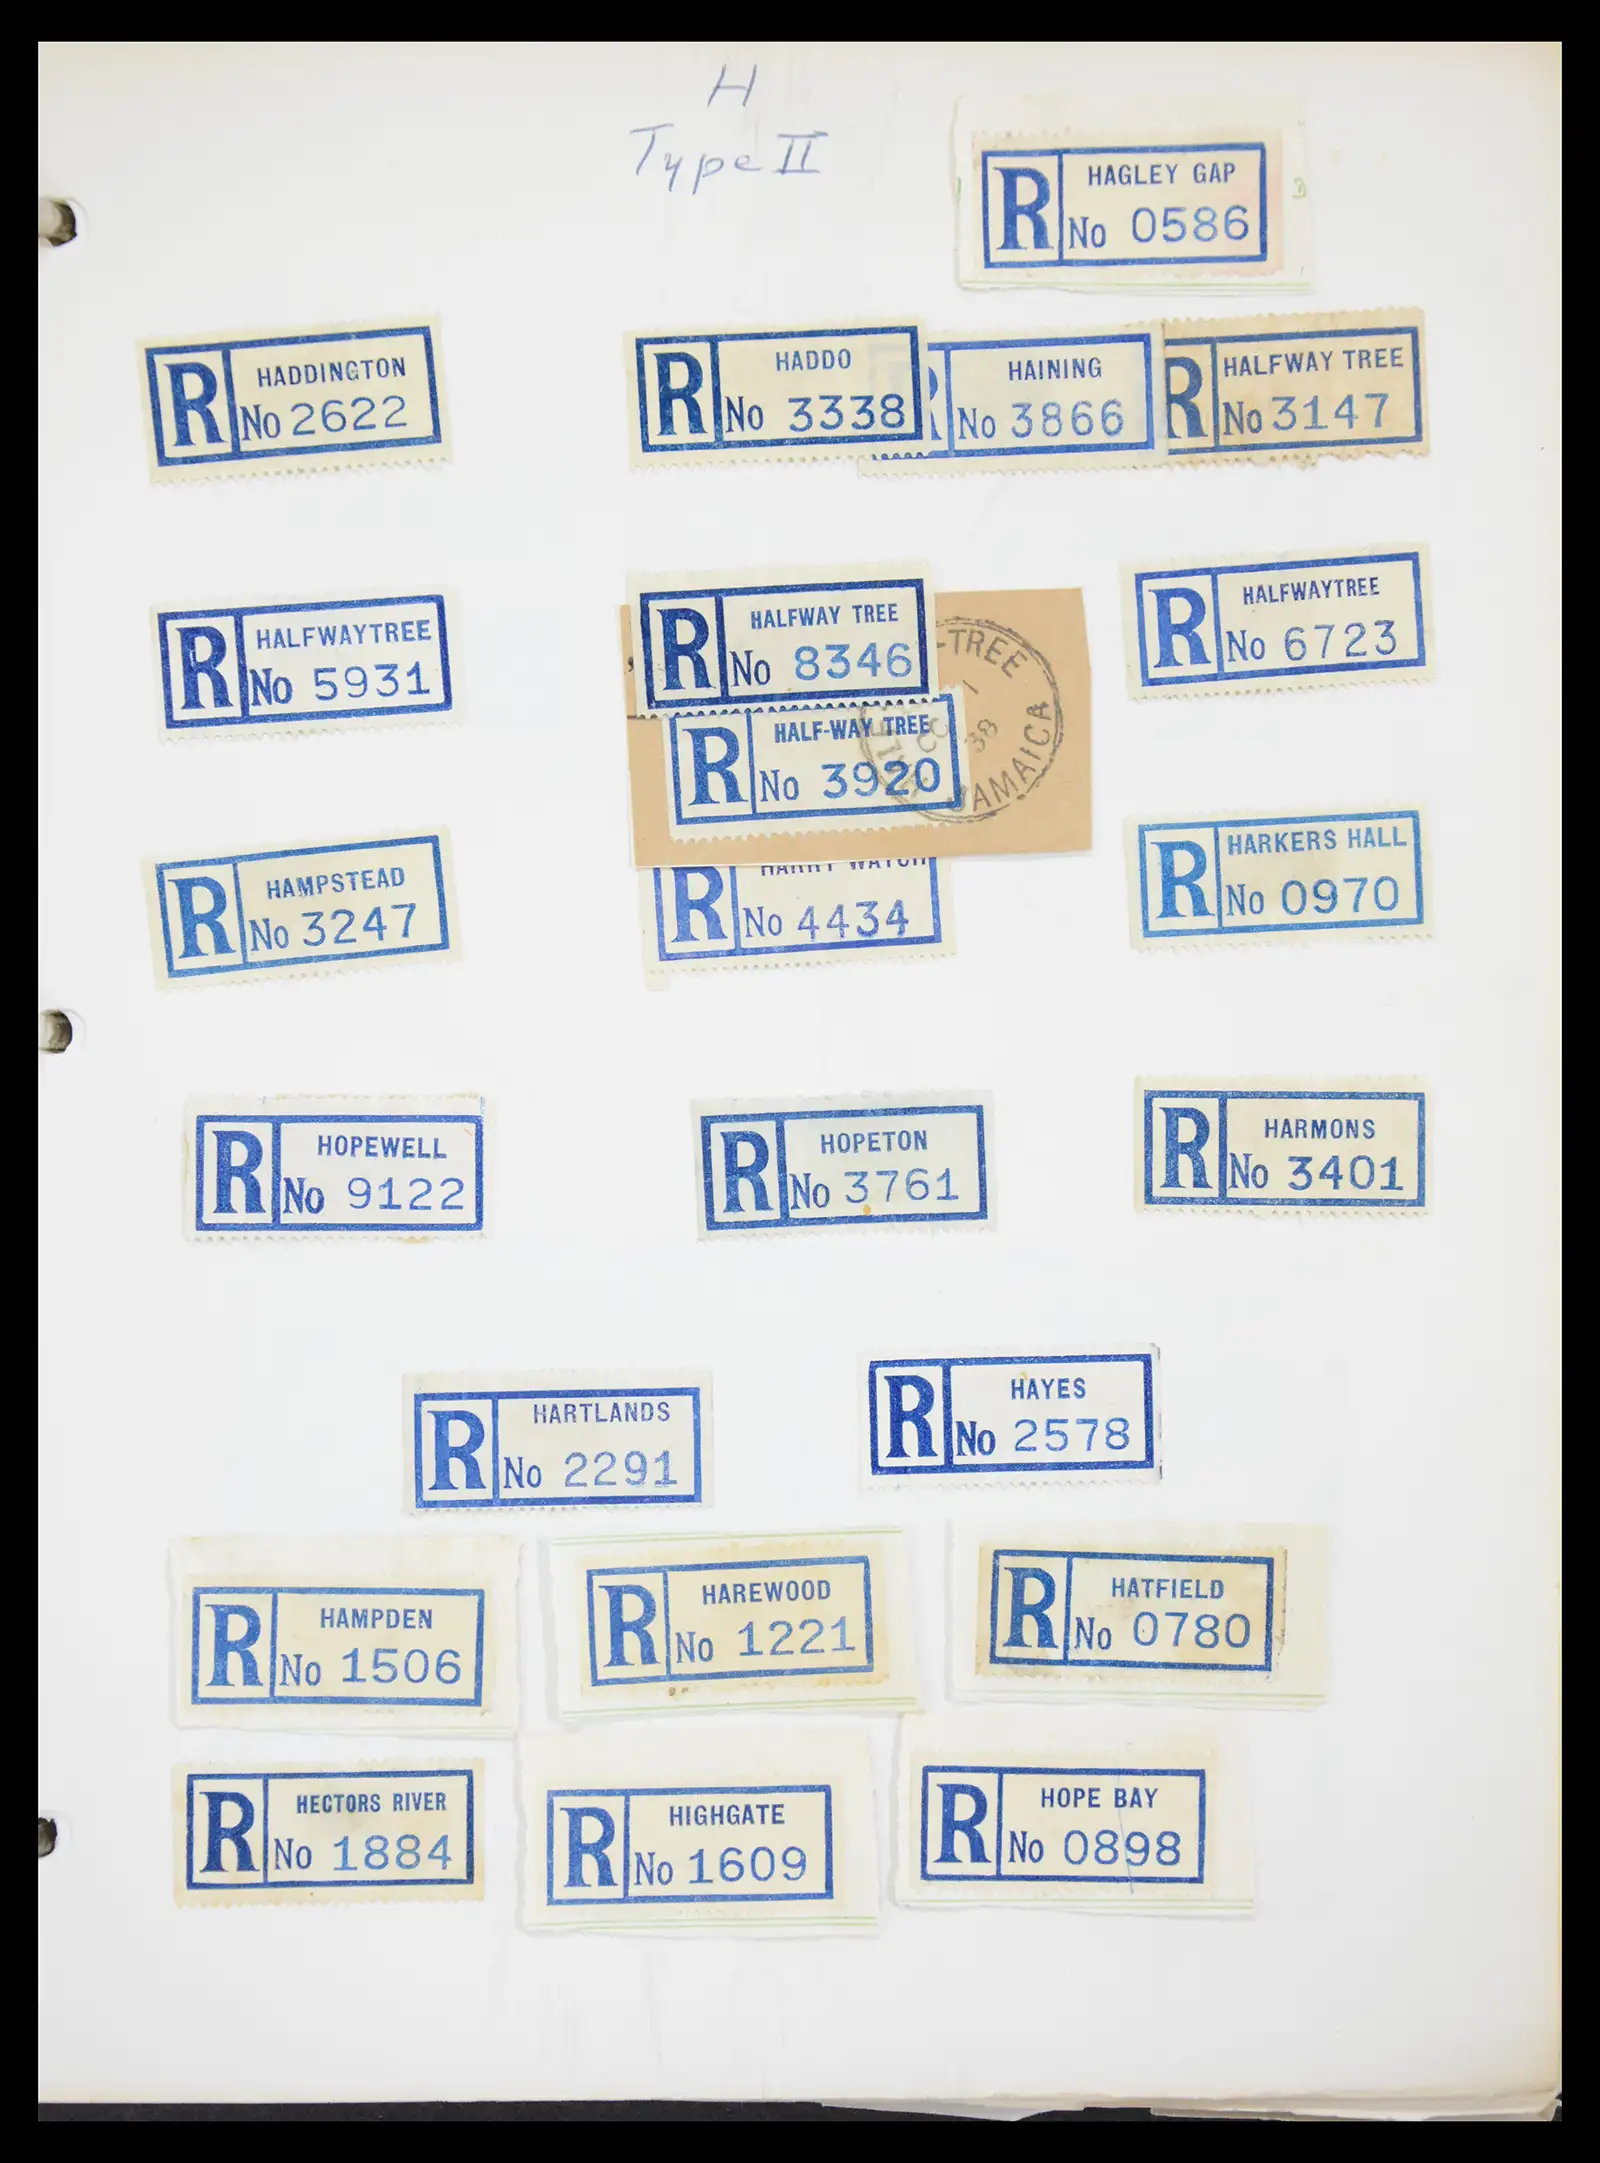 H
Type II
R HAGLEY GAP
No 0586
R HADDINGTON
No 2622
R HADDO
No 3338
R HAINING
No 3866
R HALFWAY TREE
No 3147
R HALFWAYTREE
No 5931
R HALFWAY TREE
No 8346
R HALFWAYTREE
No 6723
R HALF-WAY TREE
No 3920
-TREE
38
JAMAICA
R HAMPSTEAD
No 3247
R HARRY WATCH
No 4434
R HARKERS HALL
No 0970
R HOPEWELL
No 9122
R HOPETON
No 3761
R HARMONS
No 3401
R HARTLANDS
No 2291
R HAYES
No 2578
R HAMPDEN
No 1506
R HAREWOOD
No 1221
R HATFIELD
No 0780
R HECTORS RIVER
No 1884
R HIGHGATE
No 1609
R HOPE BAY
No 0898